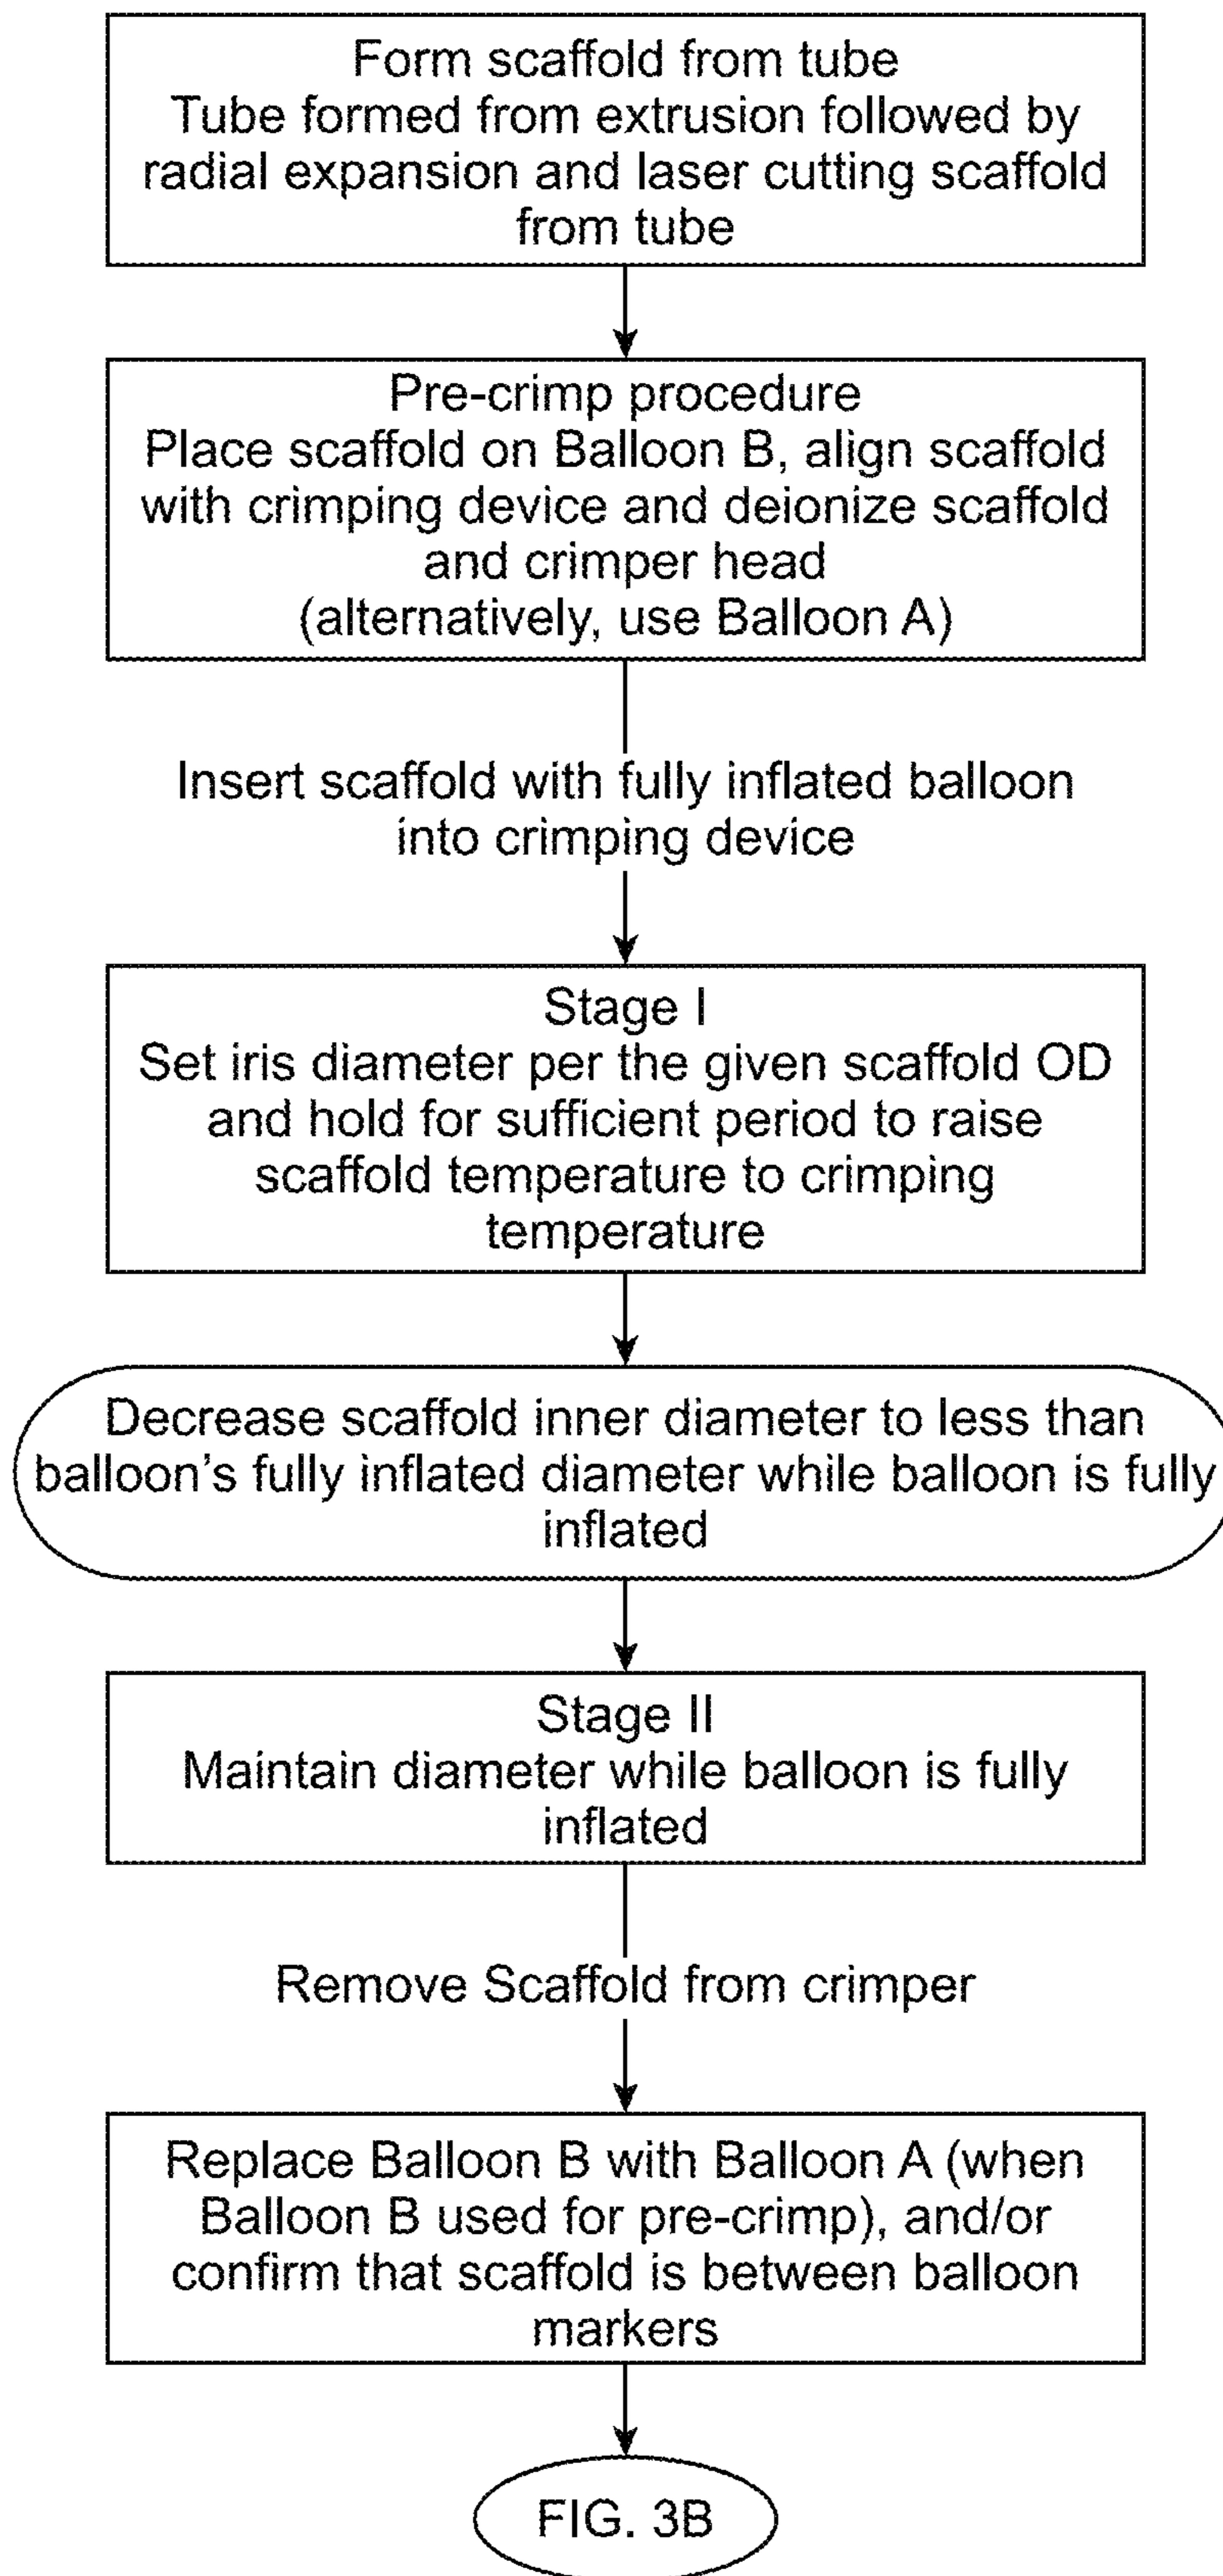 Form scaffold from tube
Tube formed from extrusion followed by
radial expansion and laser cutting scaffold
from tube
Pre-crimp procedure
Place scaffold on Balloon B, align scaffold
with crimping device and deionize scaffold
and crimper head
(alternatively, use Balloon A)
Insert scaffold with fully inflated balloon
into crimping device
Stage I
Set iris diameter per the given scaffold OD
and hold for sufficient period to raise
scaffold temperature to crimping
temperature
Decrease scaffold inner diameter to less than
balloon's fully inflated diameter while balloon is fully
inflated
Stage II
Maintain diameter while balloon is fully
inflated
Remove Scaffold from crimper
Replace Balloon B with Balloon A (when
Balloon B used for pre-crimp), and/or
confirm that scaffold is between balloon
markers
FIG. 3B